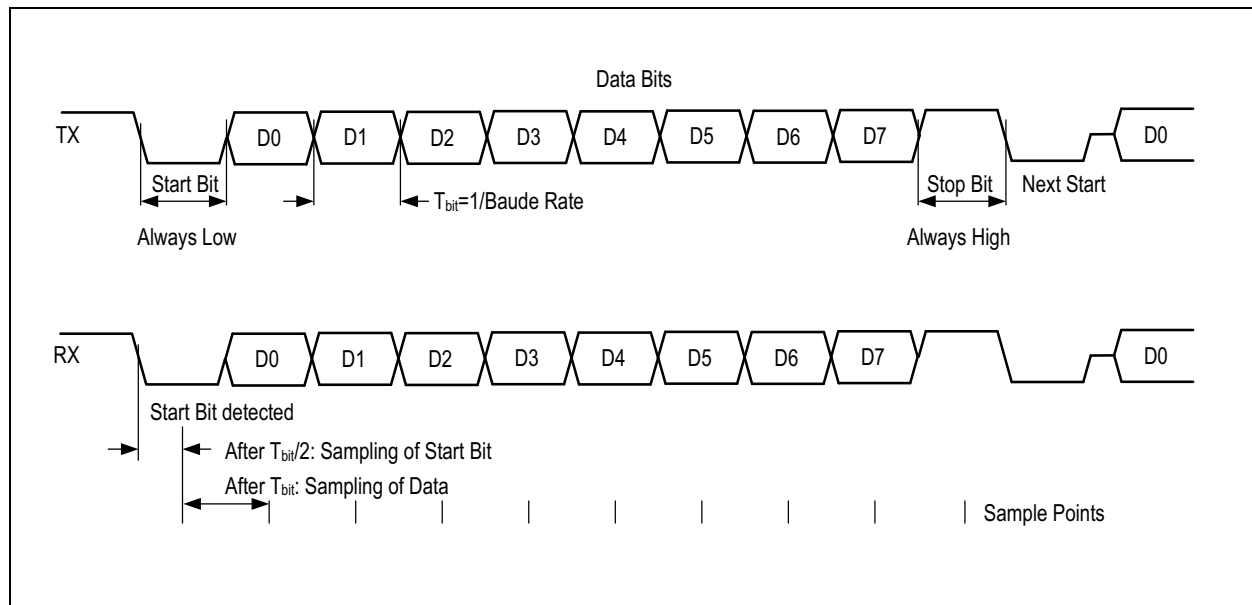 Data Bits
TX D0 D1 D2 D3 D4 D5 D6 D7 D0
Start Bit Stop Bit Next Start
Tbit=1/Baude Rate
Always Low Always High
RX D0 D1 D2 D3 D4 D5 D6 D7 D0
Start Bit detected
After Tbit/2: Sampling of Start Bit
After Tbit: Sampling of Data
Sample Points